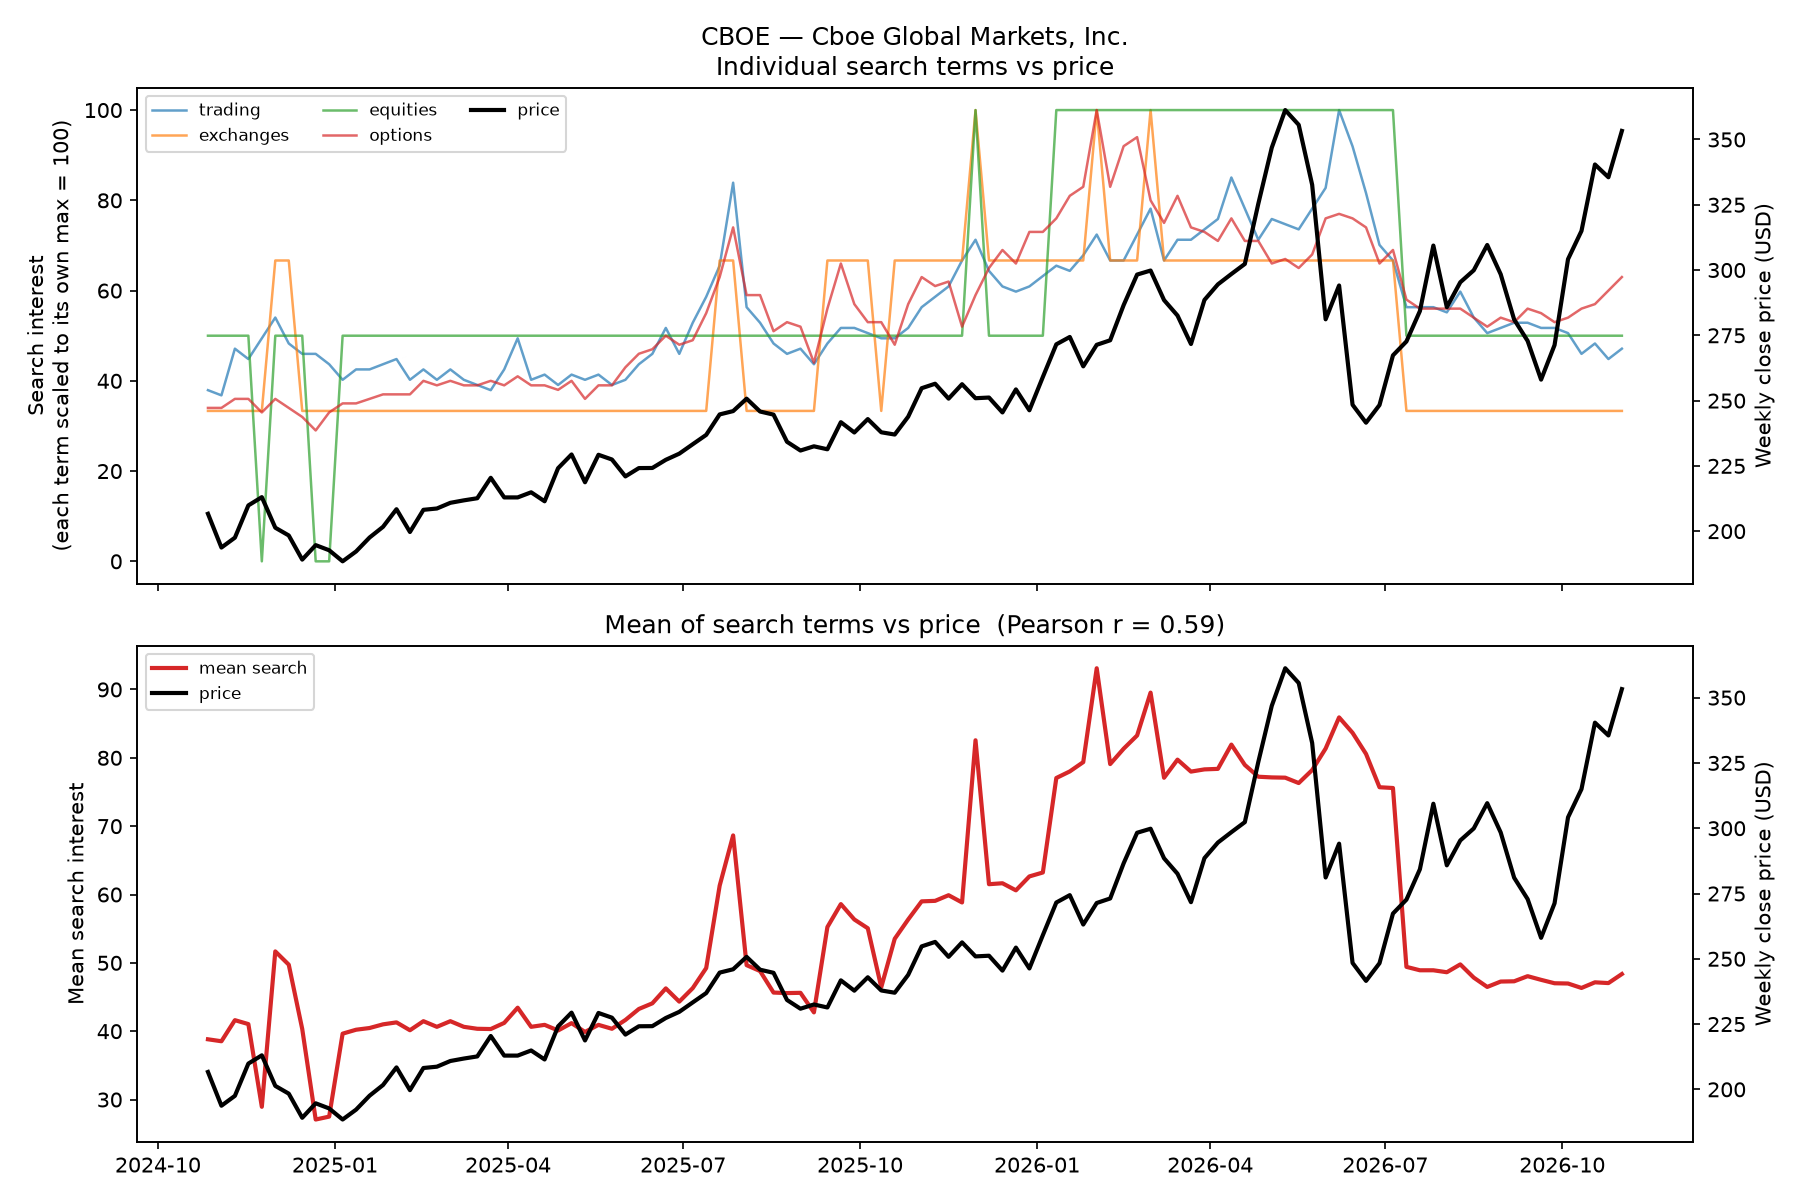 CBOE — Cboe Global Markets, Inc.
Individual search terms vs price
trading
exchanges
equities
options
price
Search interest
(each term scaled to its own max = 100)
100
80
60
40
20
0
350
325
300
275
250
225
200
Weekly close price (USD)
Mean of search terms vs price  (Pearson r = 0.59)
mean search
price
Mean search interest
90
80
70
60
50
40
30
350
325
300
275
250
225
200
Weekly close price (USD)
2024-10
2025-01
2025-04
2025-07
2025-10
2026-01
2026-04
2026-07
2026-10